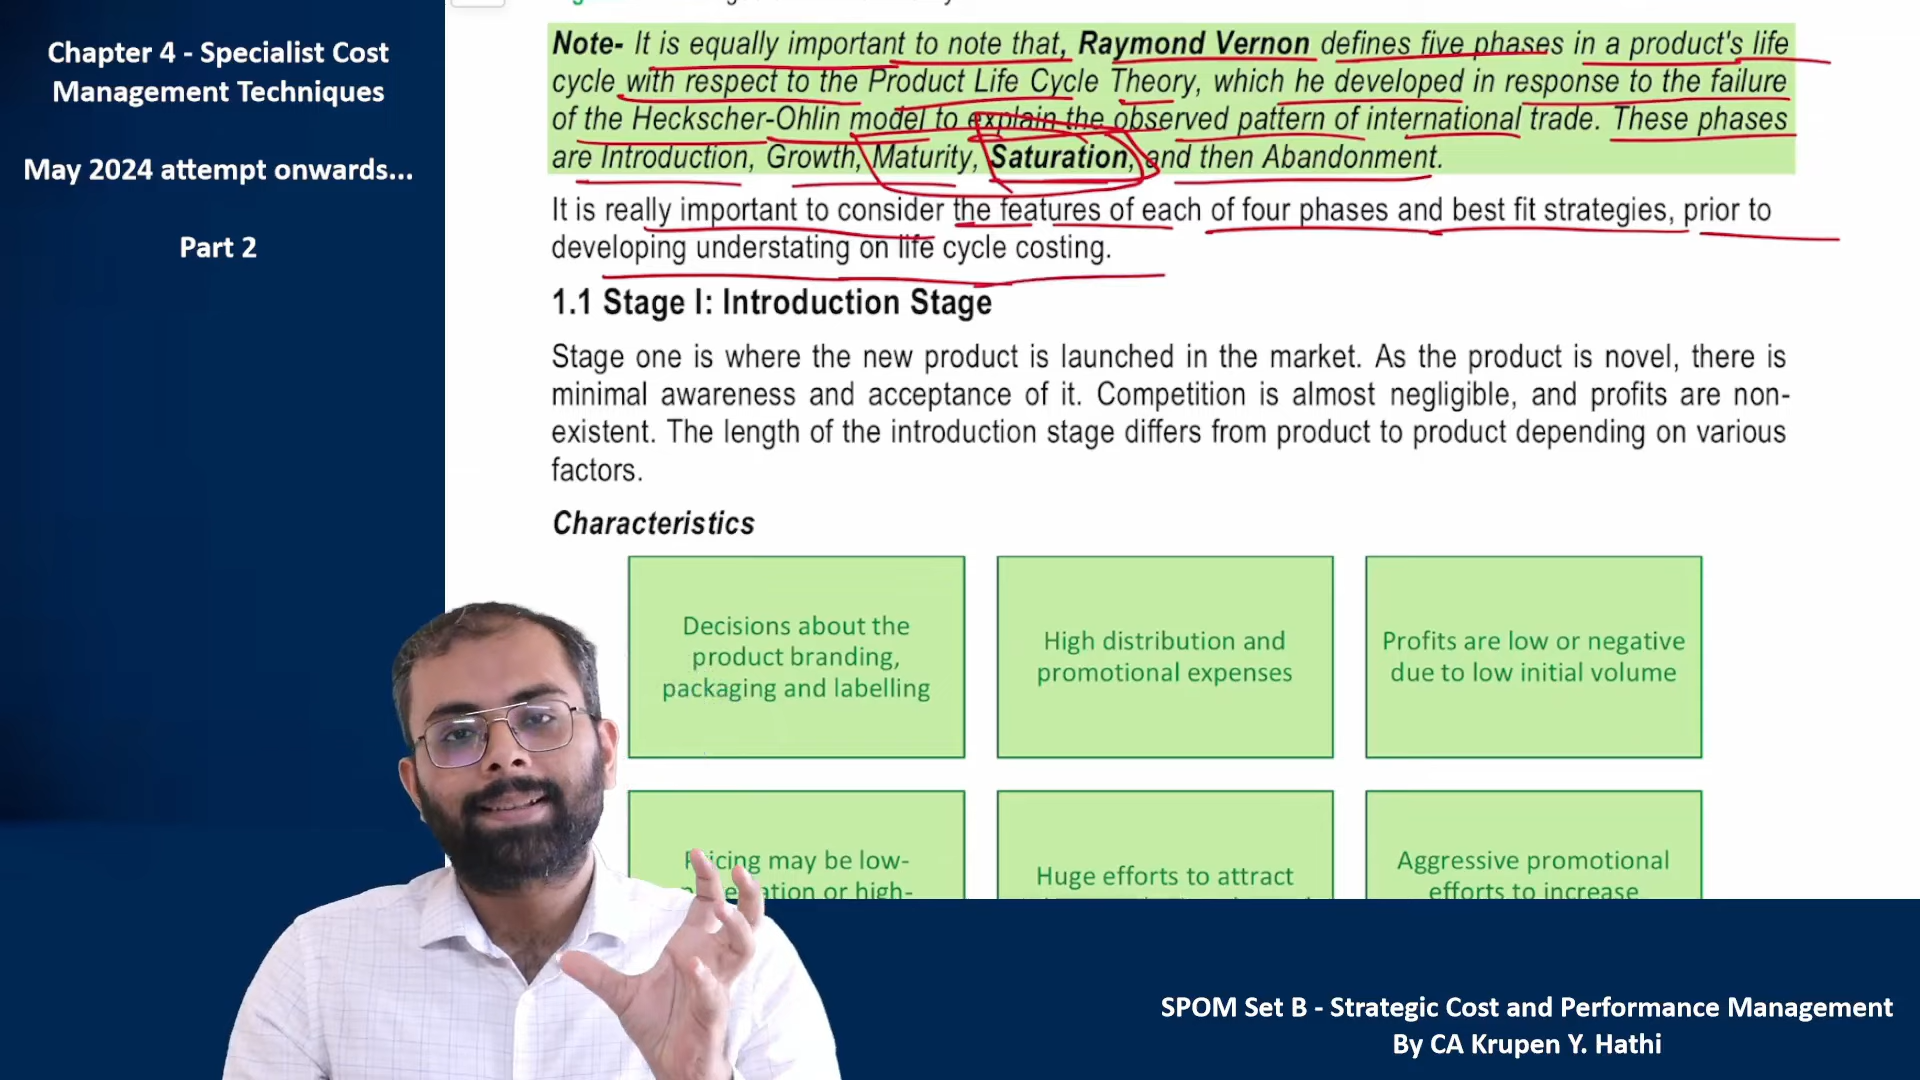 Chapter 4 - Specialist Cost
Management Techniques
May 2024 attempt onwards...
Part 2
Note- It is equally important to note that, Raymond Vernon defines five phases in a product's life
cycle with respect to the Product Life Cycle Theory, which he developed in response to the failure
of the Heckscher-Ohlin model to explain the observed pattern of international trade. These phases
are Introduction, Growth, Maturity, Saturation, and then Abandonment.
It is really important to consider the features of each of four phases and best fit strategies, prior to
developing understating on life cycle costing.
1.1 Stage I: Introduction Stage
Stage one is where the new product is launched in the market. As the product is novel, there is
minimal awareness and acceptance of it. Competition is almost negligible, and profits are non-
existent. The length of the introduction stage differs from product to product depending on various
factors.
Characteristics
Decisions about the
product branding,
packaging and labelling
High distribution and
promotional expenses
Profits are low or negative
due to low initial volume
may be low-
or high-
Huge efforts to attract
Aggressive promotional
efforts to increase
SPOM Set B - Strategic Cost and Performance Management
By CA Krupen Y. Hathi